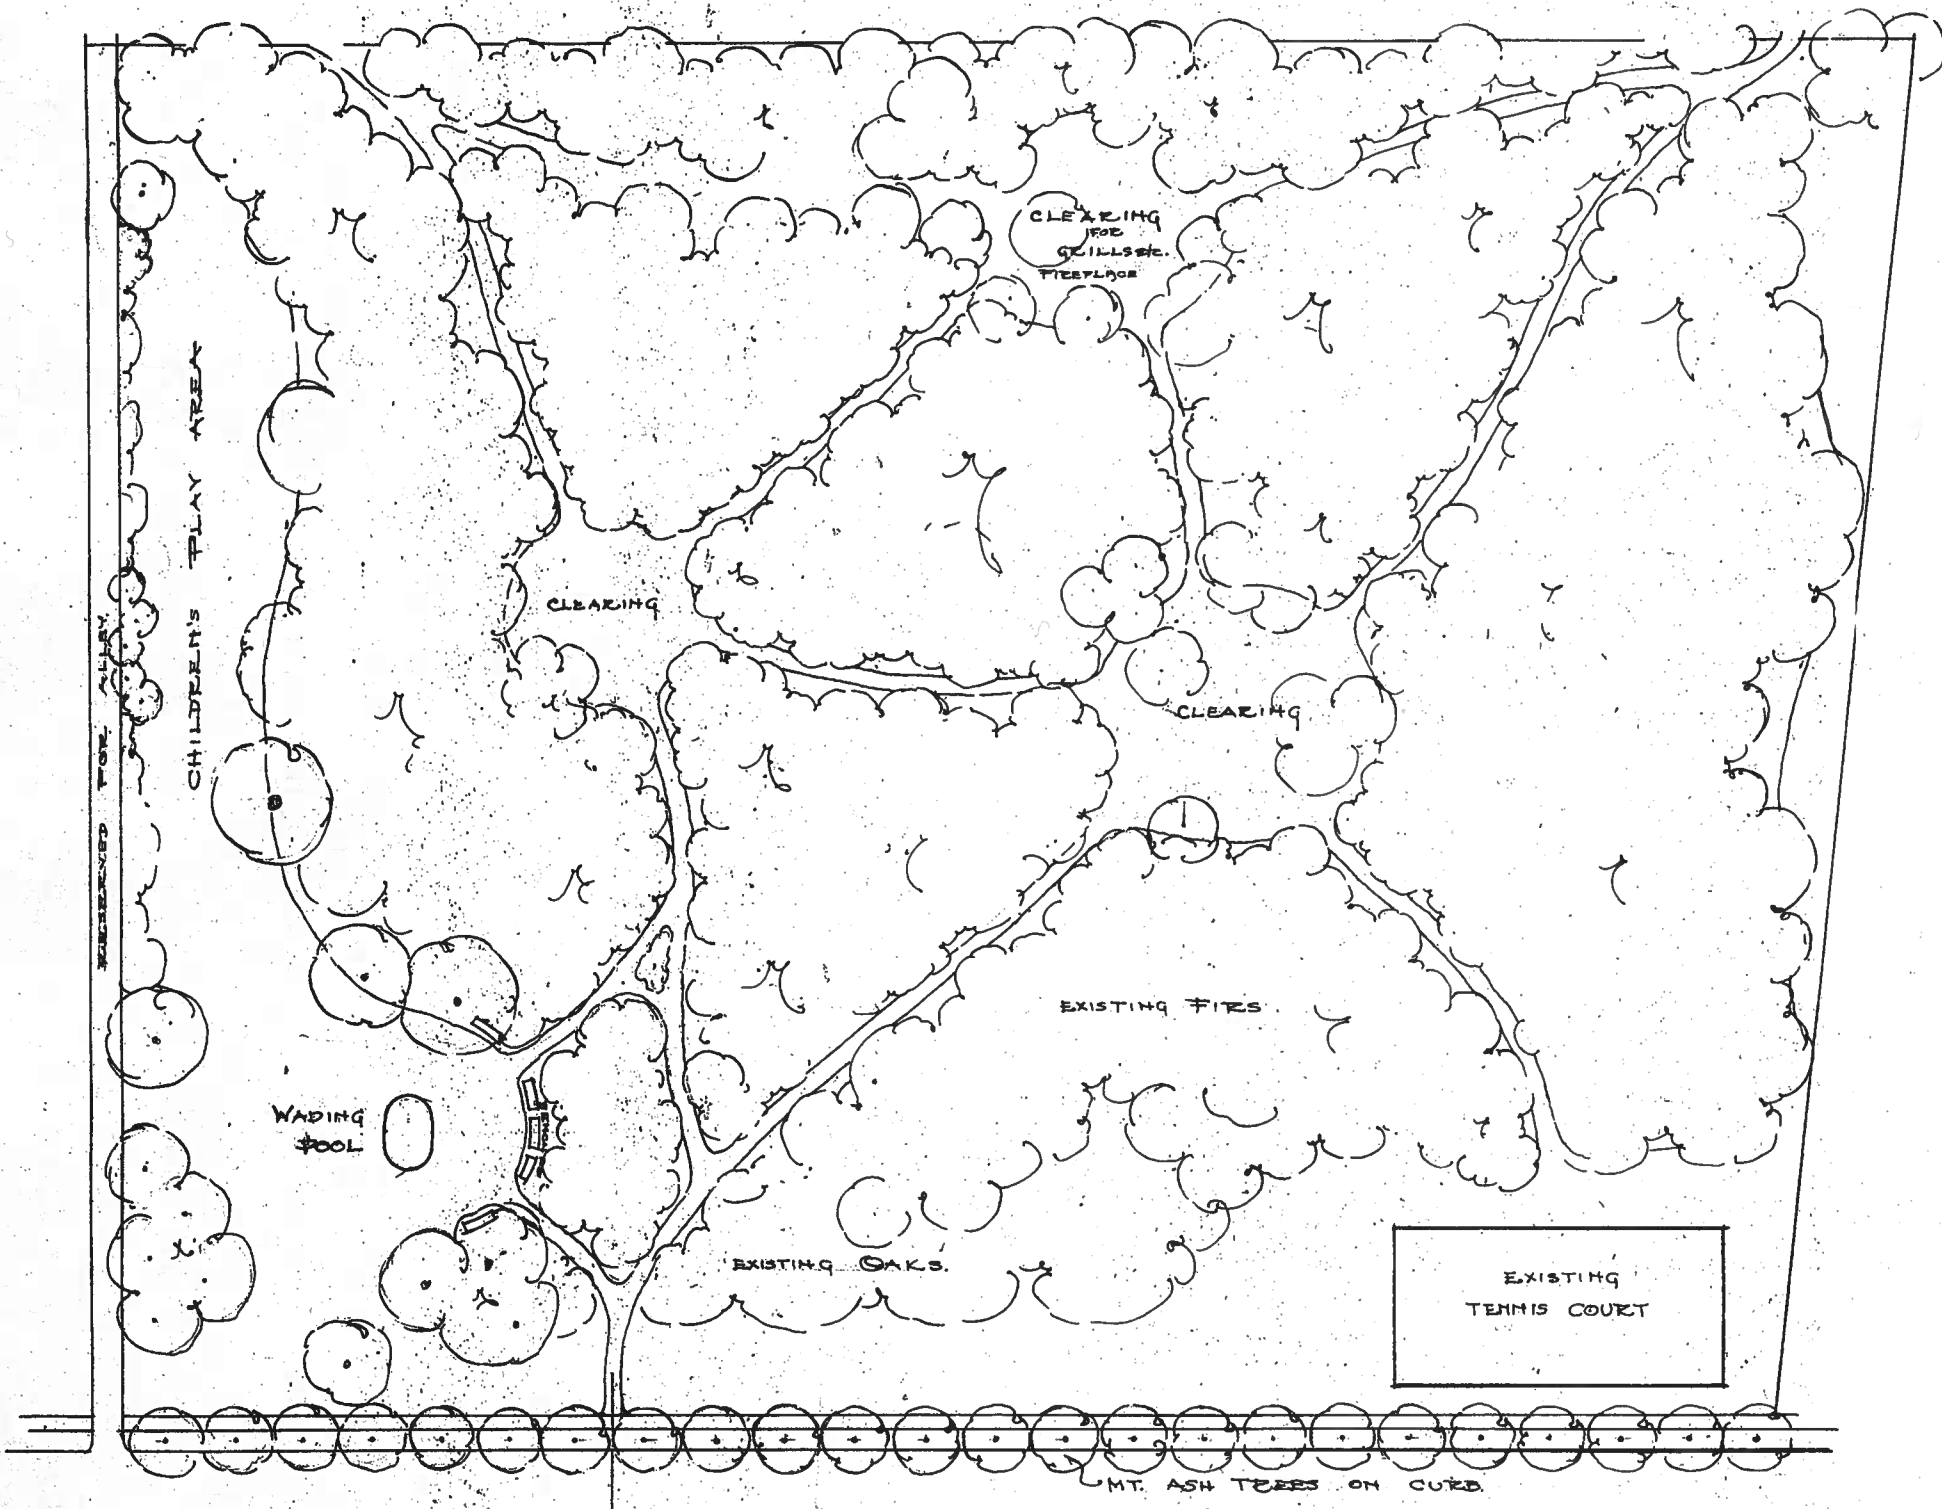 CLEARING
FOR
GRILLS ETC.
FIREPLACE
CHILDREN'S PLAY AREA
CLEARING
RESERVED FOR ALLEY.
CLEARING
EXISTING FIRS.
WADING
POOL
EXISTING OAKS.
EXISTING
TENNIS COURT
MT. ASH TREES ON CURB.